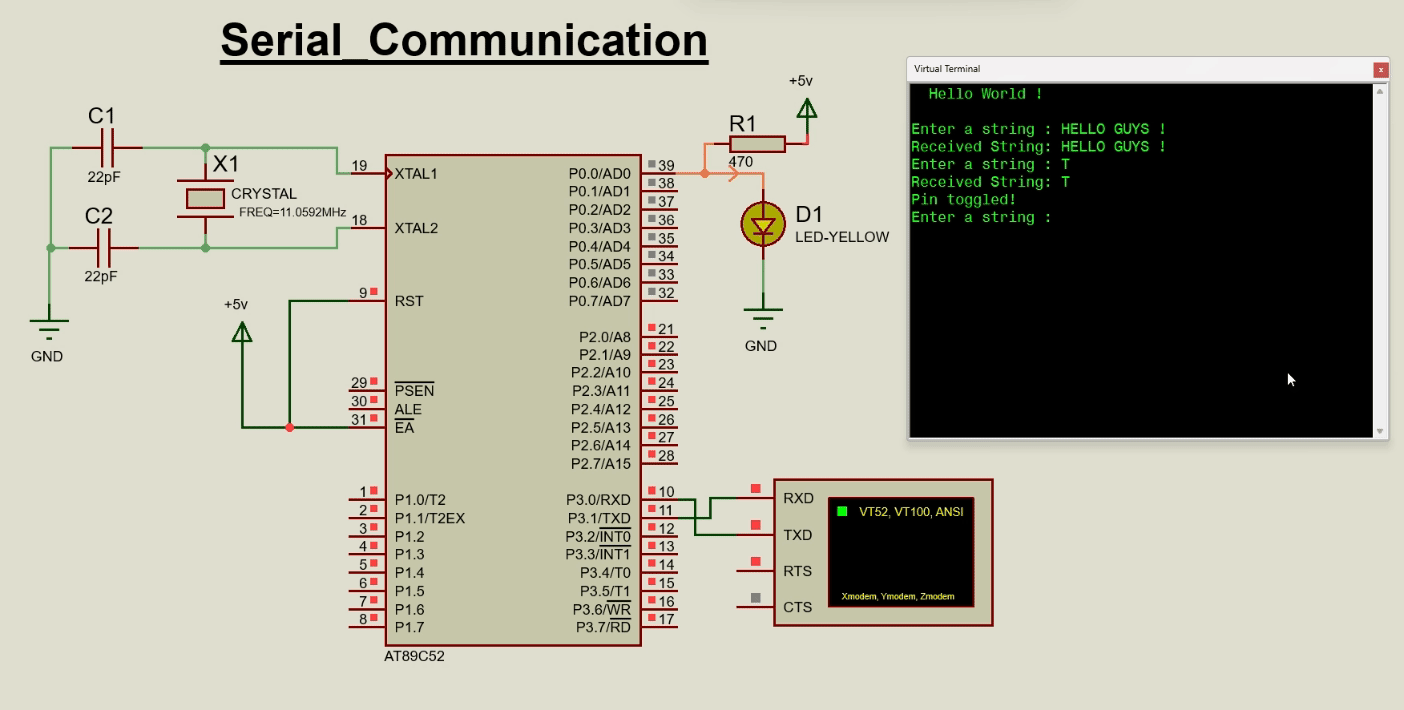 Serial_Communication
C1
22pF
X1
CRYSTAL
FREQ=11.0592MHz
C2
22pF
GND
+5v
19
XTAL1
18
XTAL2
9
RST
29
PSEN
30
ALE
31
EA
1
P1.0/T2
2
P1.1/T2EX
3
P1.2
4
P1.3
5
P1.4
6
P1.5
7
P1.6
8
P1.7
P0.0/AD0
39
P0.1/AD1
38
P0.2/AD2
37
P0.3/AD3
36
P0.4/AD4
35
P0.5/AD5
34
P0.6/AD6
33
P0.7/AD7
32
P2.0/A8
21
P2.1/A9
22
P2.2/A10
23
P2.3/A11
24
P2.4/A12
25
P2.5/A13
26
P2.6/A14
27
P2.7/A15
28
P3.0/RXD
10
P3.1/TXD
11
P3.2/INT0
12
P3.3/INT1
13
P3.4/T0
14
P3.5/T1
15
P3.6/WR
16
P3.7/RD
17
AT89C52
+5v
R1
470
D1
LED-YELLOW
GND
Virtual Terminal
x
Hello World !
Enter a string : HELLO GUYS !
Received String: HELLO GUYS !
Enter a string : T
Received String: T
Pin toggled!
Enter a string :
RXD
TXD
RTS
CTS
VT52, VT100, ANSI
Xmodem, Ymodem, Zmodem